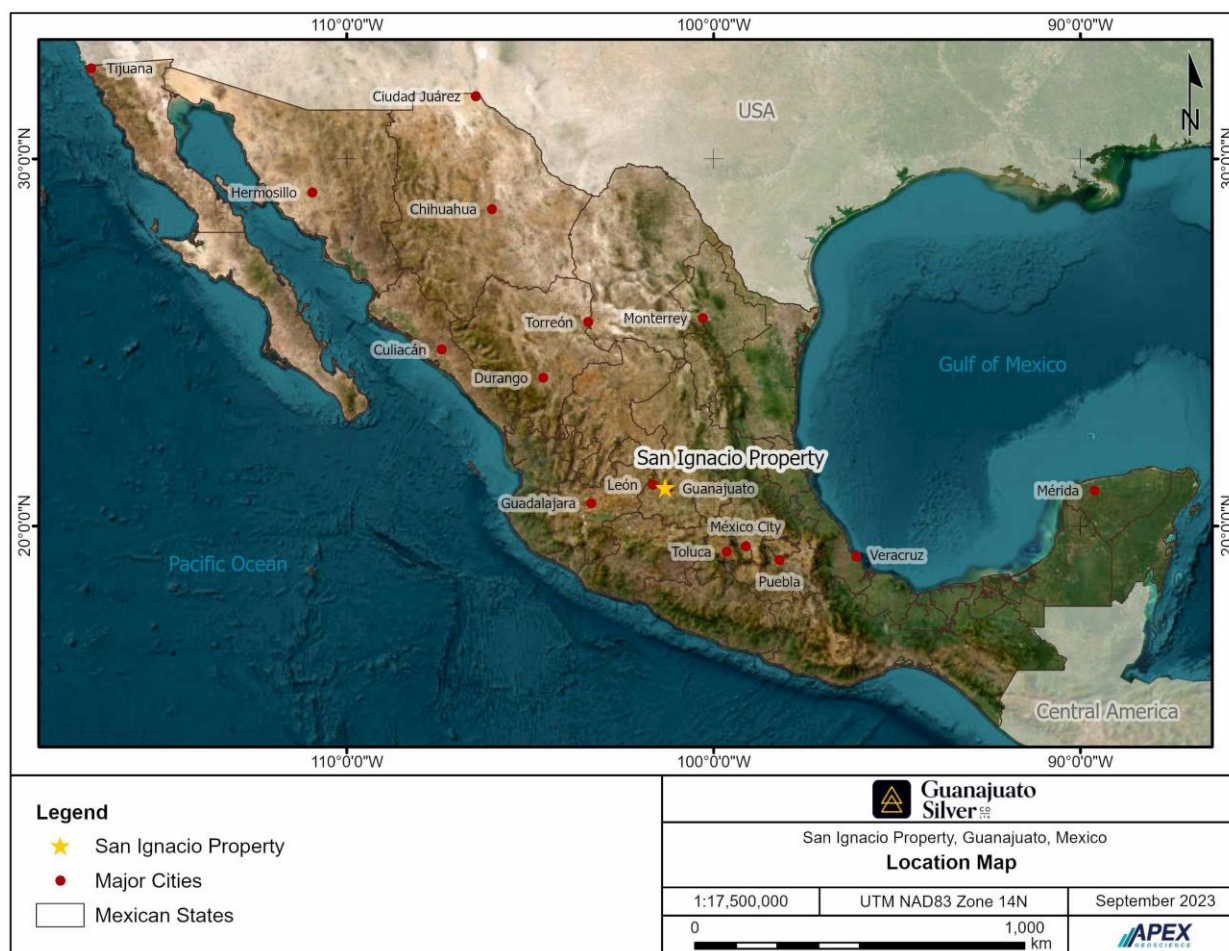 110°0'0"W
100°0'0"W
90°0'0"W
Tijuana
Ciudad Juárez
USA
N
30°0'0"N
30°0'0"N
Hermosillo
Chihuahua
Torreón
Monterrey
Culiacán
Durango
Gulf of Mexico
San Ignacio Property
León
Guanajuato
Guadalajara
Mérida
México City
20°0'0"N
20°0'0"N
Toluca
Veracruz
Pacific Ocean
Puebla
Central America
110°0'0"W
100°0'0"W
90°0'0"W
Legend
San Ignacio Property
Major Cities
Mexican States
Guanajuato
Silver CO LTD
San Ignacio Property, Guanajuato, Mexico
Location Map
1:17,500,000
UTM NAD83 Zone 14N
September 2023
0
1,000
km
APEX
GEOSCIENCE